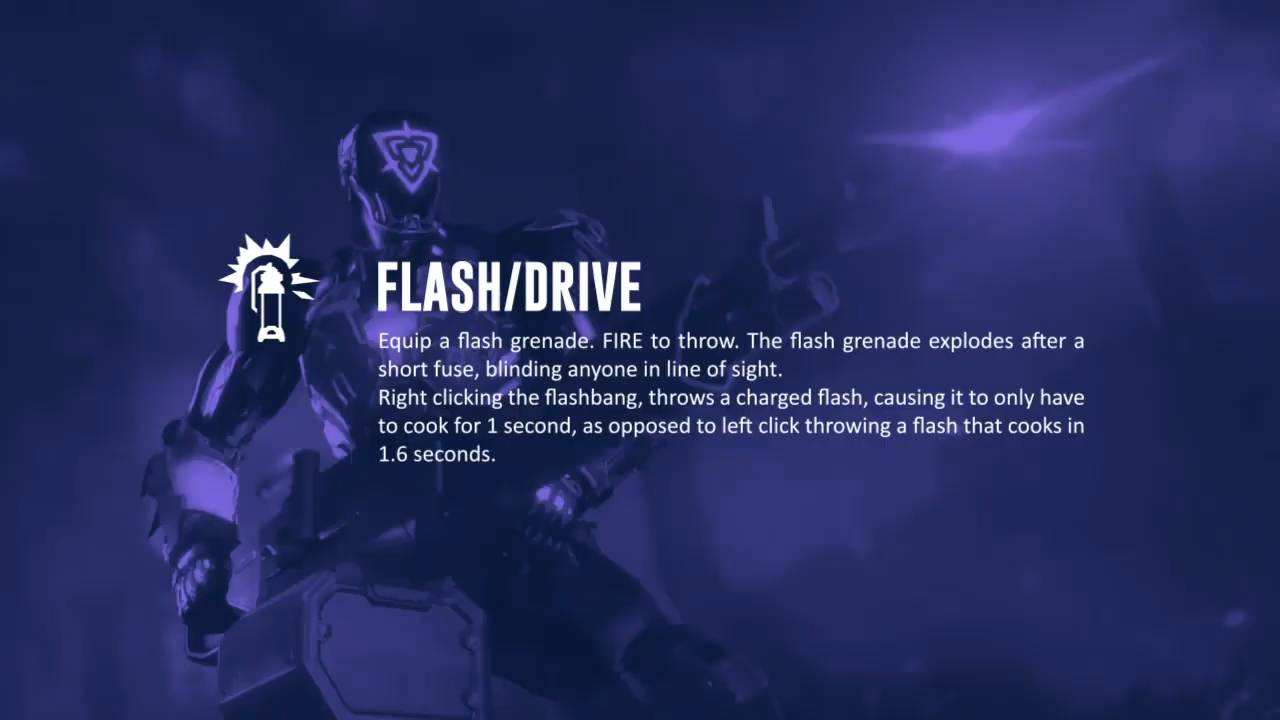 FLASH/DRIVE
Equip a flash grenade. FIRE to throw. The flash grenade explodes after a
short fuse, blinding anyone in line of sight.
Right clicking the flashbang, throws a charged flash, causing it to only have
to cook for 1 second, as opposed to left click throwing a flash that cooks in
1.6 seconds.